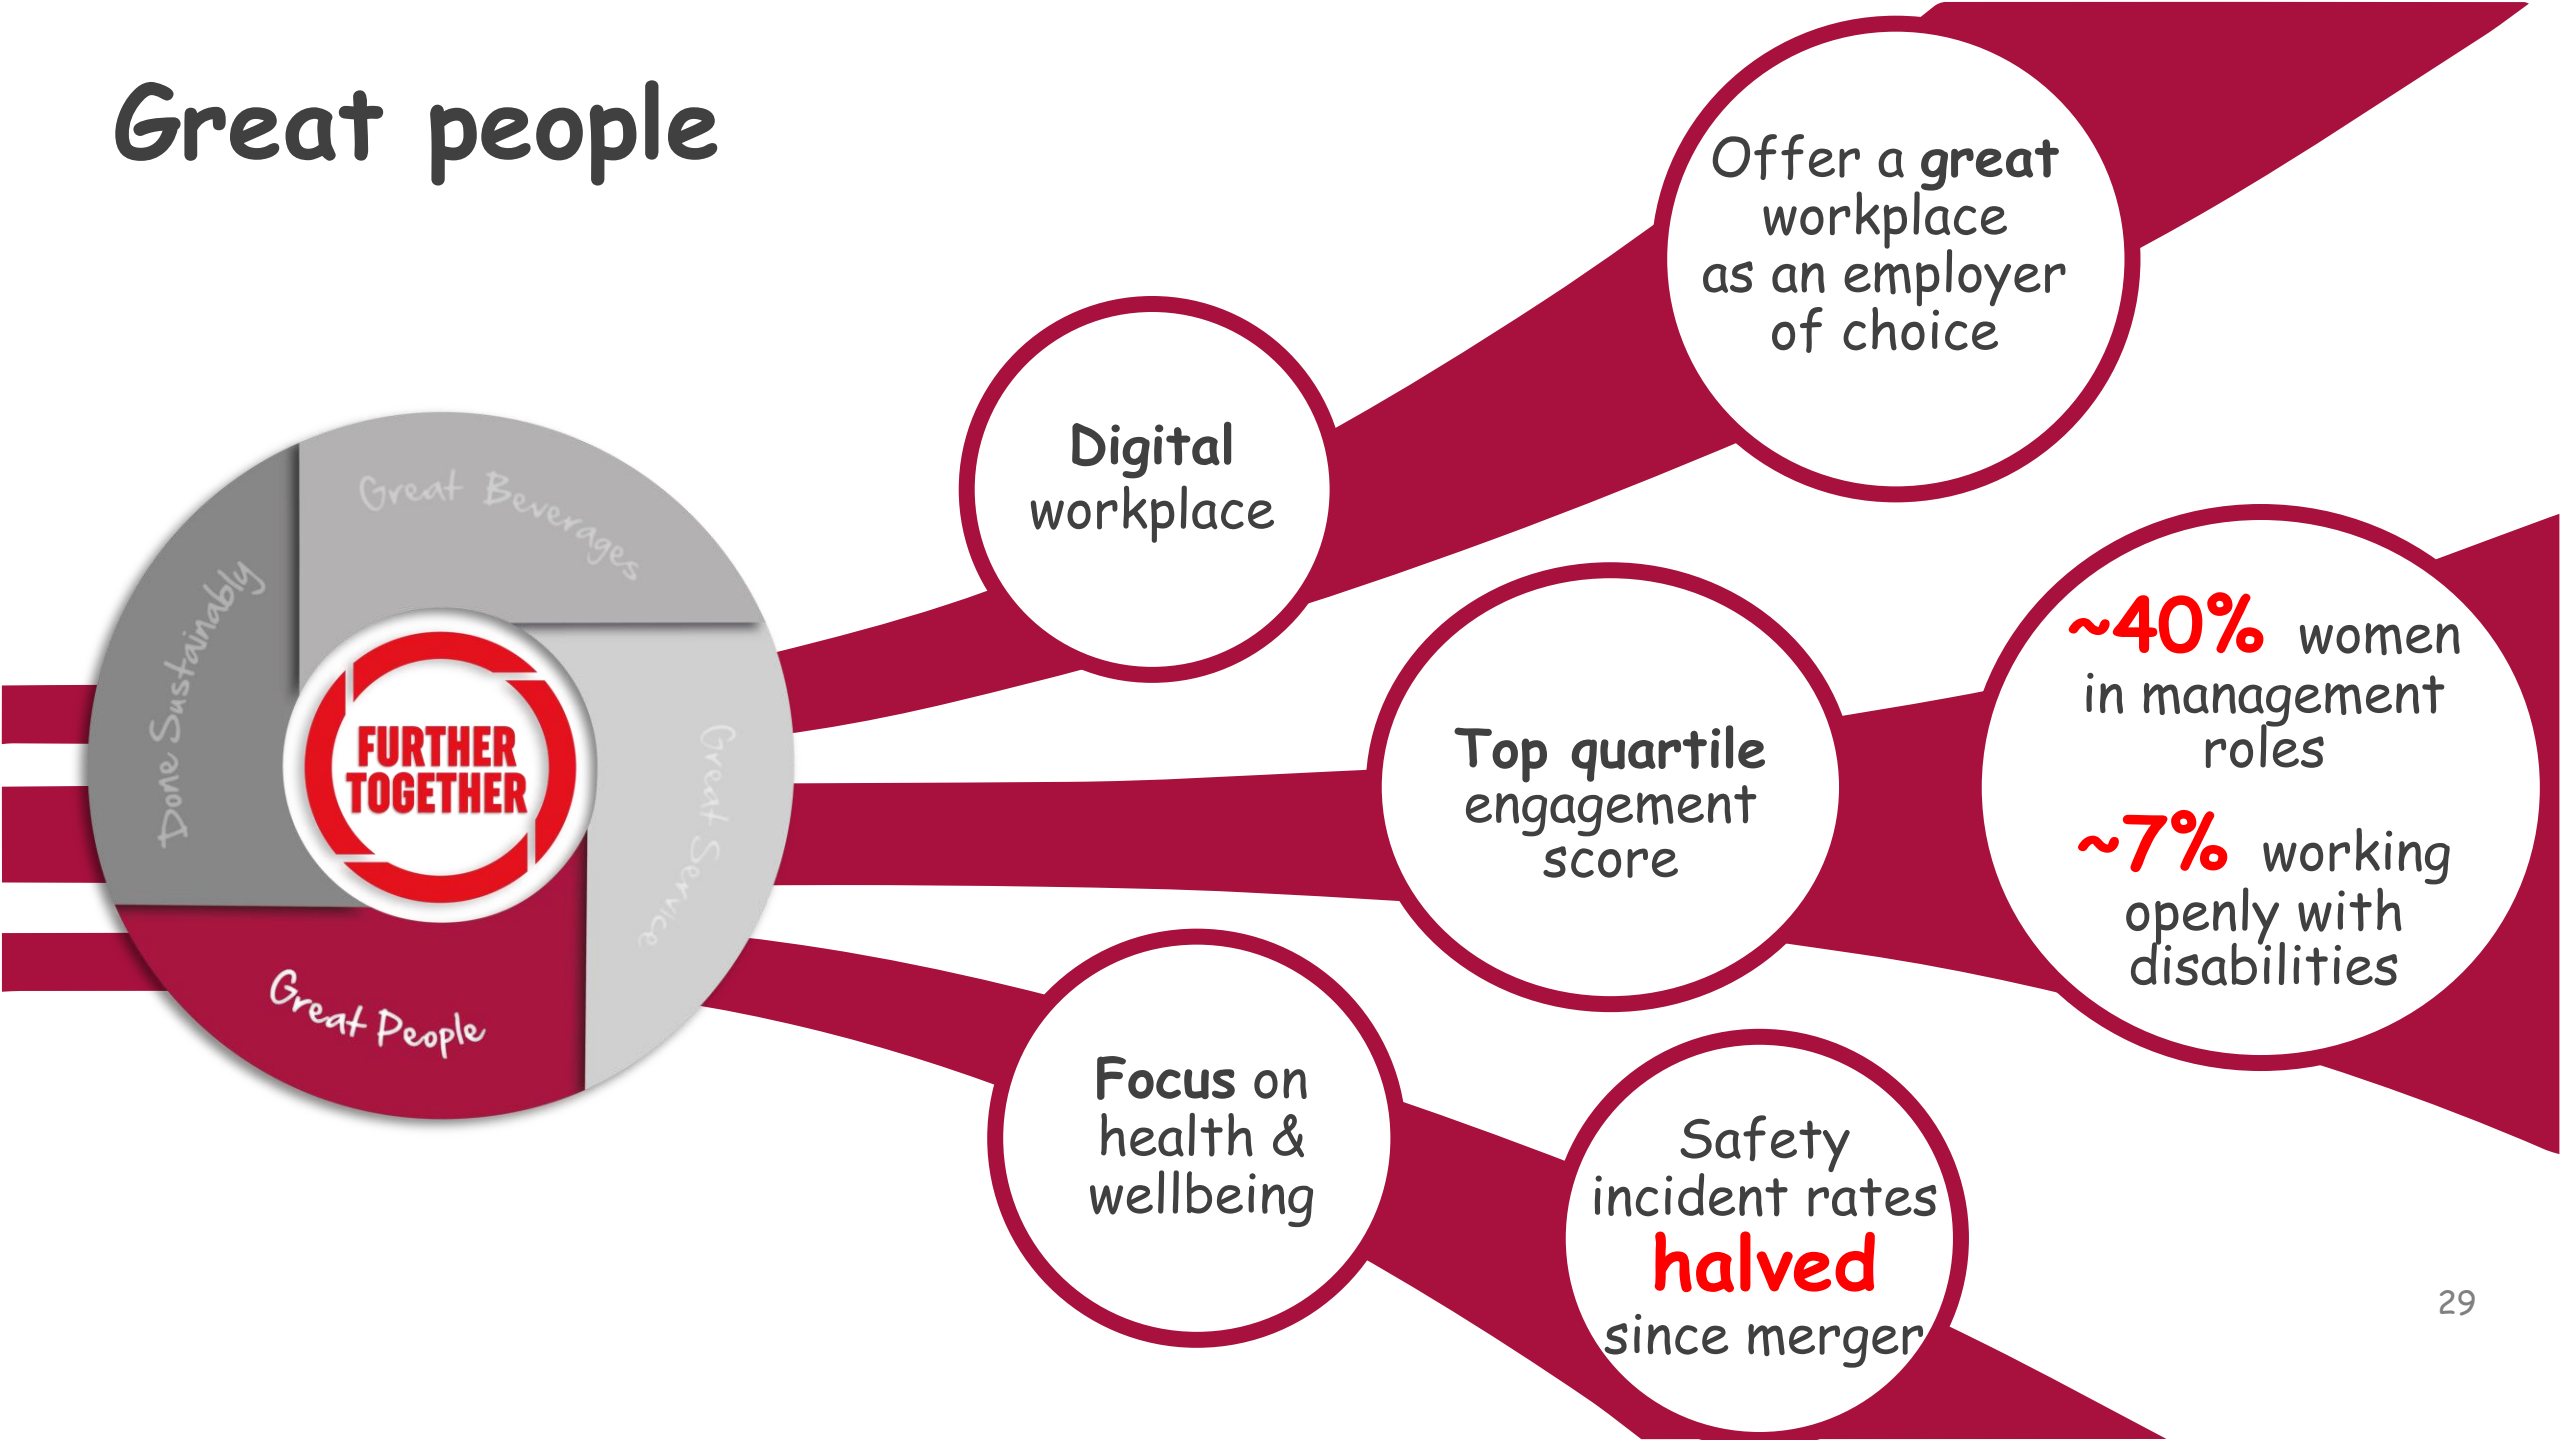 Great people
Offer a great
workplace
as an employer
of choice
Digital
workplace
Great Beverages
Done Sustainably
FURTHER
TOGETHER
Great Service
Great People
Top quartile
engagement
score
~40% women
in management
roles
~7% working
openly with
disabilities
Focus on
health &
wellbeing
Safety
incident rates
halved
since merger
29